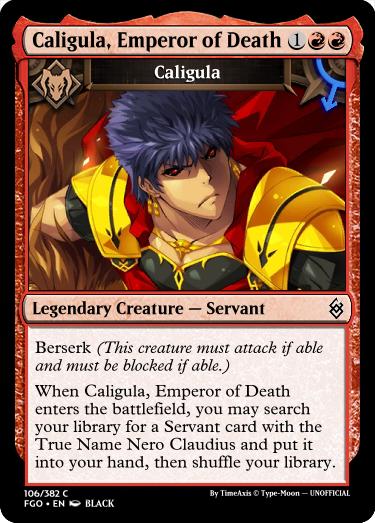 Caligula, Emperor of Death 1
Caligula
Legendary Creature — Servant
Berserk (This creature must attack if able
and must be blocked if able.)
When Caligula, Emperor of Death
enters the battlefield, you may search
your library for a Servant card with the
True Name Nero Claudius and put it
into your hand, then shuffle your library.
106/382 C
FGO • EN BLACK
By TimeAxis © Type-Moon — UNOFFICIAL